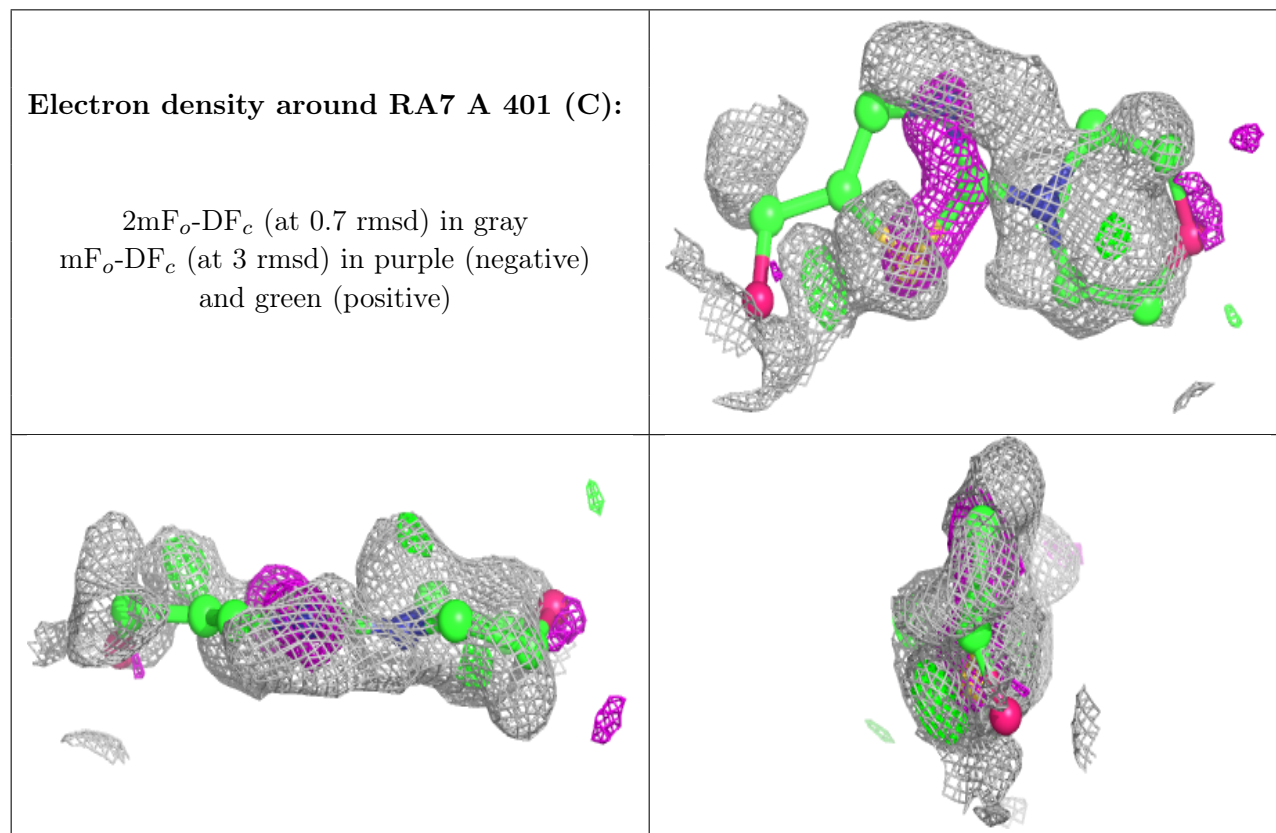 Electron density around RA7 A 401 (C):
2mFₒ-DF𝒸 (at 0.7 rmsd) in gray
mFₒ-DF𝒸 (at 3 rmsd) in purple (negative)
and green (positive)